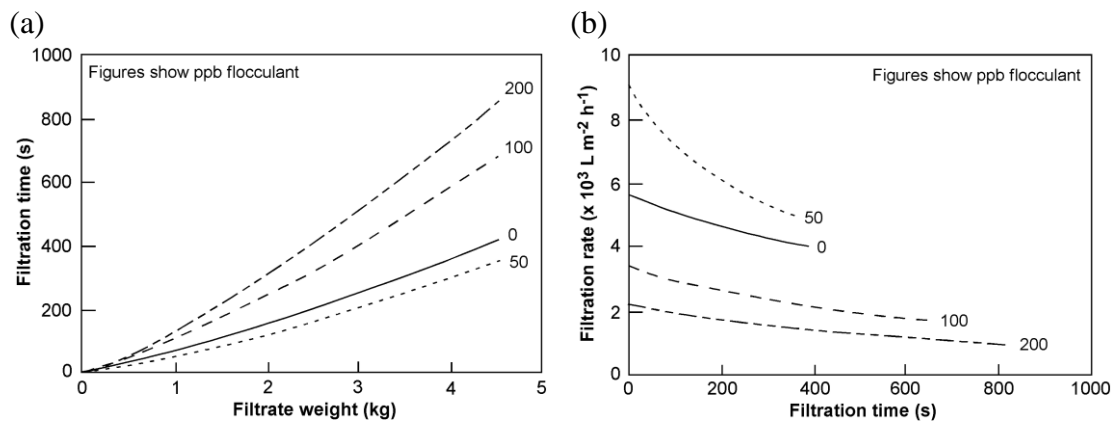 (a)
1000
Figures show ppb flocculant
200
800
100
600
Filtration time (s)
400
0
50
200
0
0 1 2 3 4 5
Filtrate weight (kg)
(b)
10
Figures show ppb flocculant
8
Filtration rate (x 10³ L m⁻² h⁻¹)
6
50
4
0
2
100
200
0
0 200 400 600 800 1000
Filtration time (s)